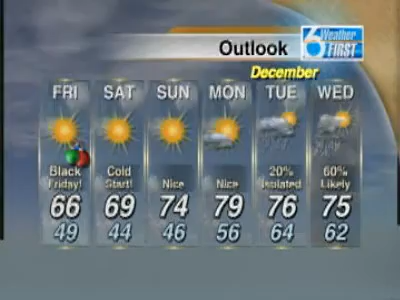 Outlook
6 Weather
FIRST
December
FRI SAT SUN MON TUE WED
Black Friday! Cold Start! Nice Nice 20% Isolated 60% Likely
66 69 74 79 76 75
49 44 46 56 64 62